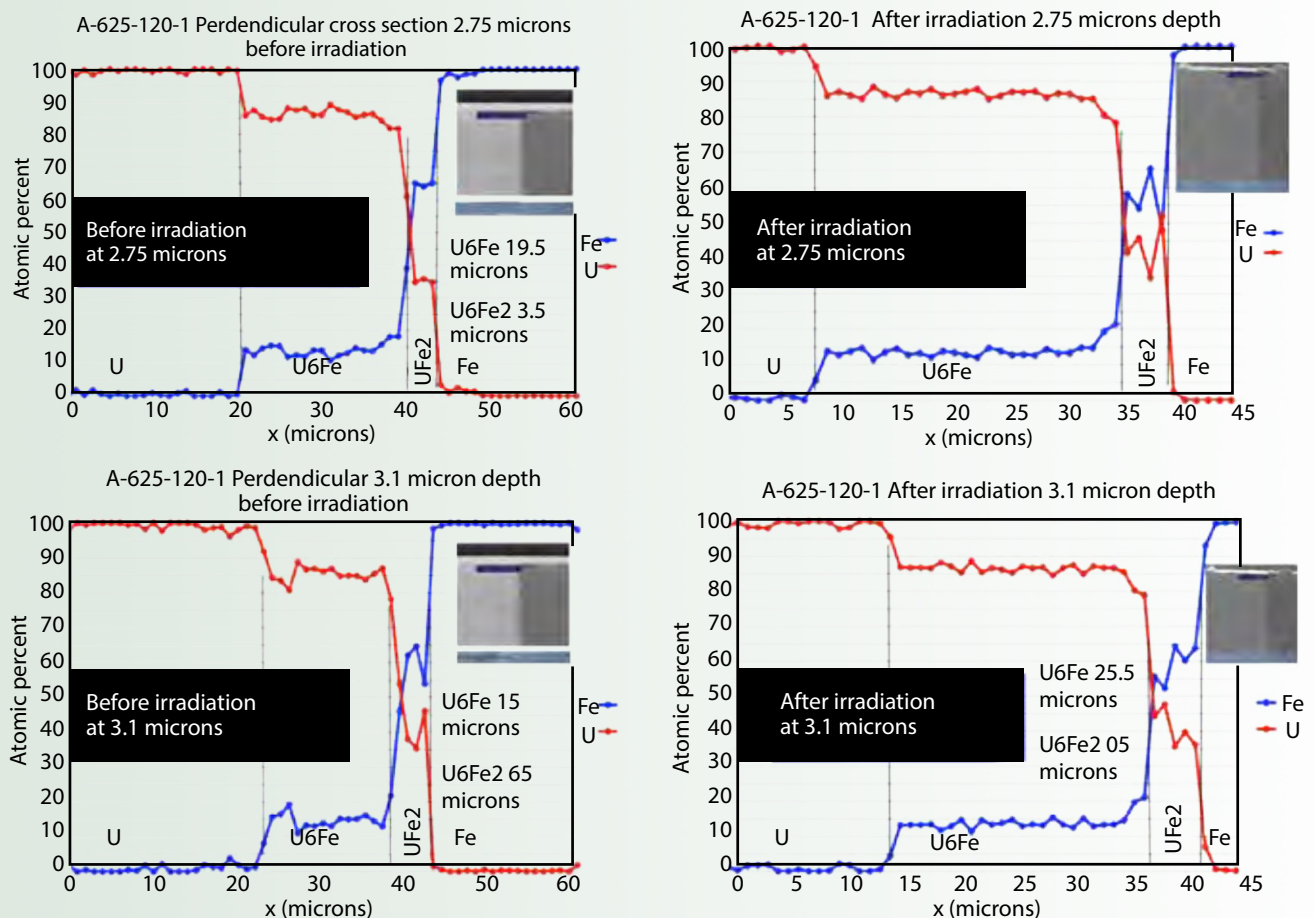 A-625-120-1 Perdendicular cross section 2.75 microns
before irradiation
100
90
80
70
60
50
40
30
20
10
0
Atomic percent
Before irradiation
at 2.75 microns
U6Fe 19.5
microns
U6Fe2 3.5
microns
Fe
U
U
U6Fe
UFe2
Fe
0 10 20 30 40 50 60
x (microns)
A-625-120-1 After irradiation 2.75 microns depth
100
90
80
70
60
50
40
30
20
10
0
Atomic percent
After irradiation
at 2.75 microns
Fe
U
U
U6Fe
UFe2
Fe
0 5 10 15 20 25 30 35 40 45
x (microns)
A-625-120-1 Perdendicular 3.1 micron depth
before irradiation
100
90
80
70
60
50
40
30
20
10
0
Atomic percent
Before irradiation
at 3.1 microns
U6Fe 15
microns
U6Fe2 65
microns
Fe
U
U
U6Fe
UFe2
Fe
0 10 20 30 40 50 60
x (microns)
A-625-120-1 After irradiation 3.1 micron depth
100
90
80
70
60
50
40
30
20
10
0
Atomic percent
After irradiation
at 3.1 microns
U6Fe 25.5
microns
U6Fe2 05
microns
Fe
U
U
U6Fe
UFe2
Fe
0 5 10 15 20 25 30 35 40 45
x (microns)